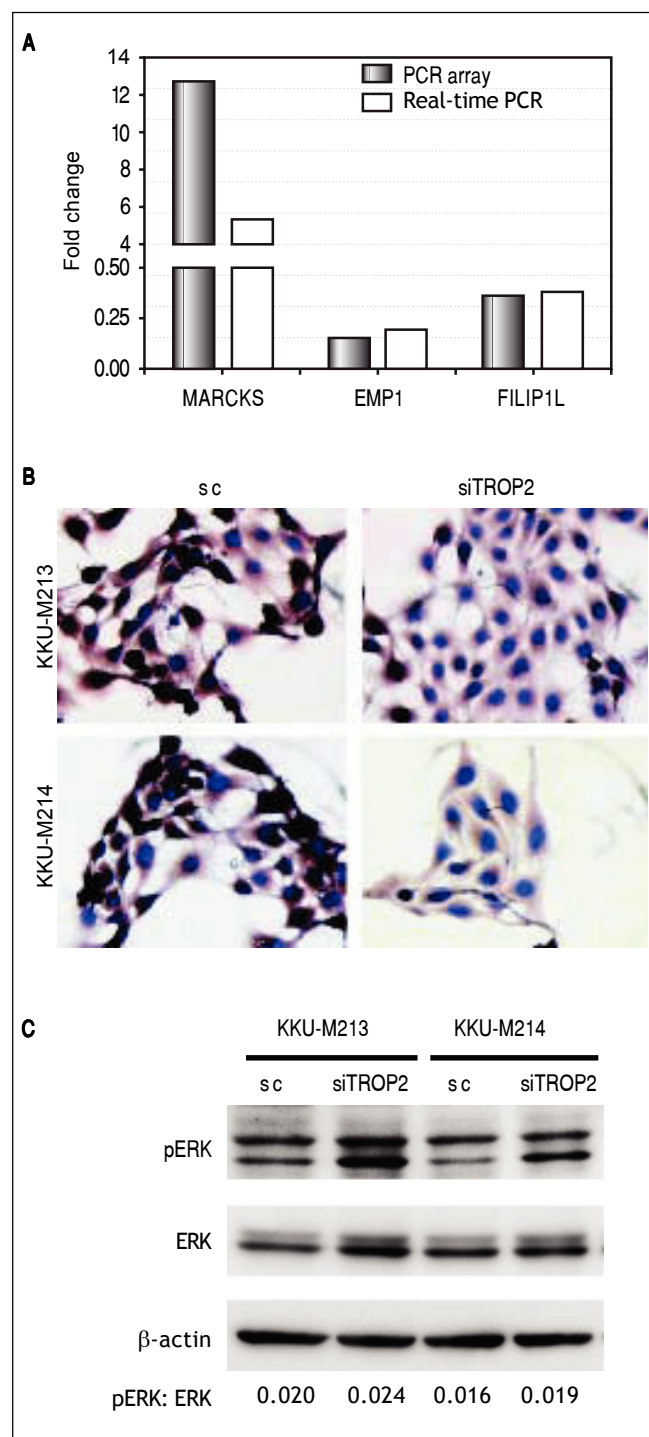 A
14
12
10
8
6
4
0.50
0.25
0.00
Fold change
PCR array
Real-time PCR
MARCKS EMP1 FILIP1L
B
sc siTROP2
KKU-M213
KKU-M214
C
KKU-M213 KKU-M214
sc siTROP2 sc siTROP2
pERK
ERK
β-actin
pERK: ERK 0.020 0.024 0.016 0.019